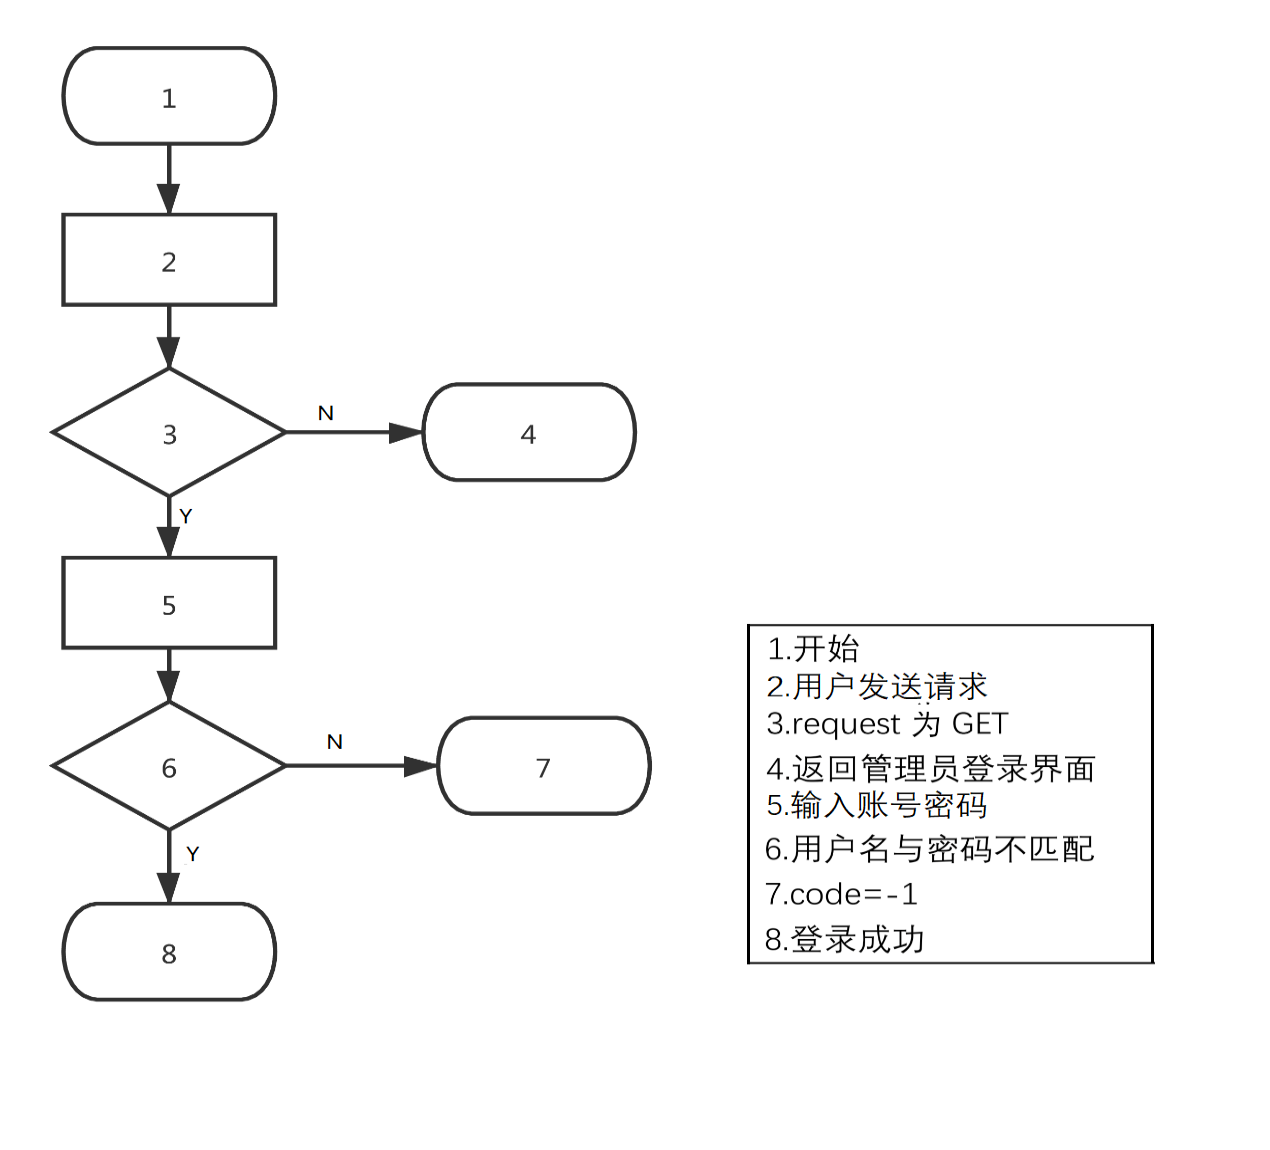 1
2
3
N
4
Y
5
6
N
7
Y
8
1.开始
2.用户发送请求
3.request 为 GET
4.返回管理员登录界面
5.输入账号密码
6.用户名与密码不匹配
7.code=-1
8.登录成功